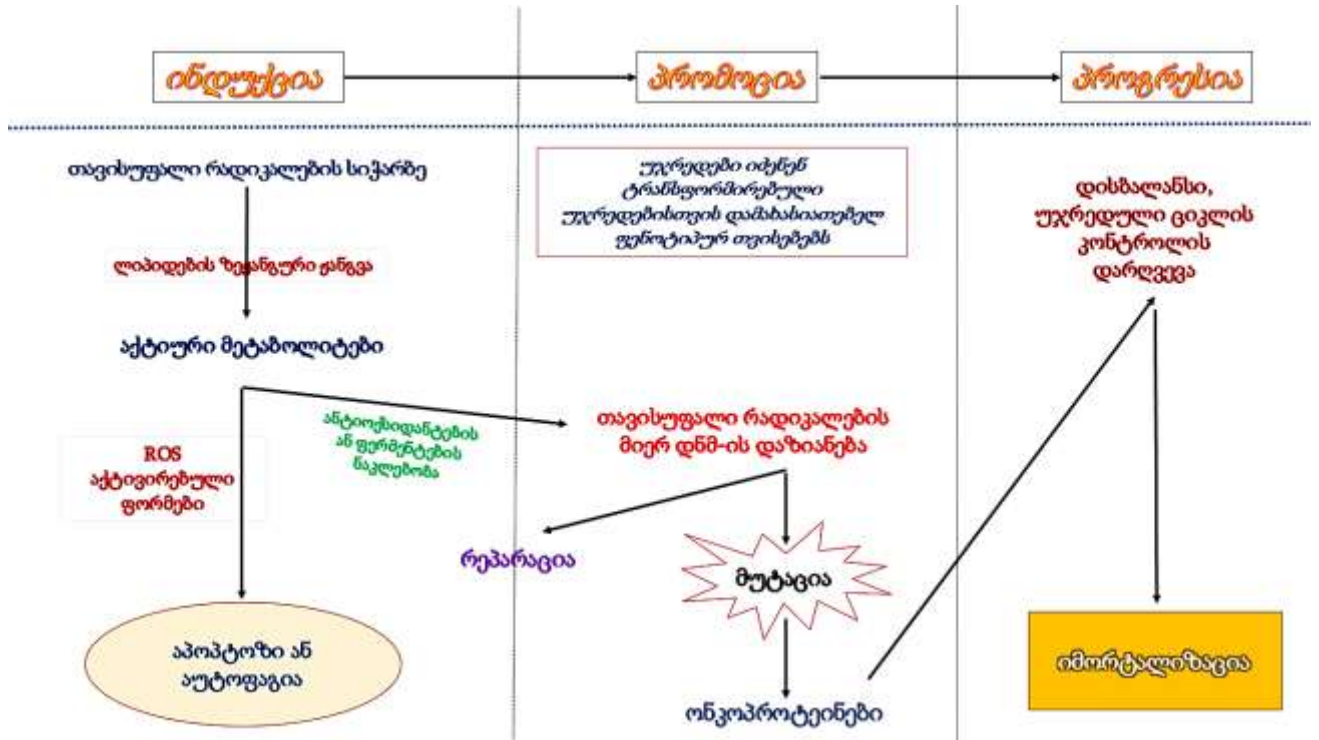 ინდუქცია
პრომოცია
პროგრესია
თავისუფალი რადიკალების სიჭარბე
ლიპიდების ზეჟანგური ჟანგვა
აქტიური მეტაბოლიტები
ROS
აქტივირებული
ფორმები
ანტიოქსიდანტების
ან ფერმენტების
ნაკლებობა
აპოპტოზი ან
აუტოფაგია
უჯრედები იძენენ
ტრანსფორმირებული
უჯრედებისთვის დამახასიათებელ
ფენოტიპურ თვისებებს
თავისუფალი რადიკალების
მიერ დნმ-ის დაზიანება
რეპარაცია
მუტაცია
ონკოპროტეინები
დისბალანსი,
უჯრედული ციკლის
კონტროლის
დარღვევა
იმორტალიზაცია